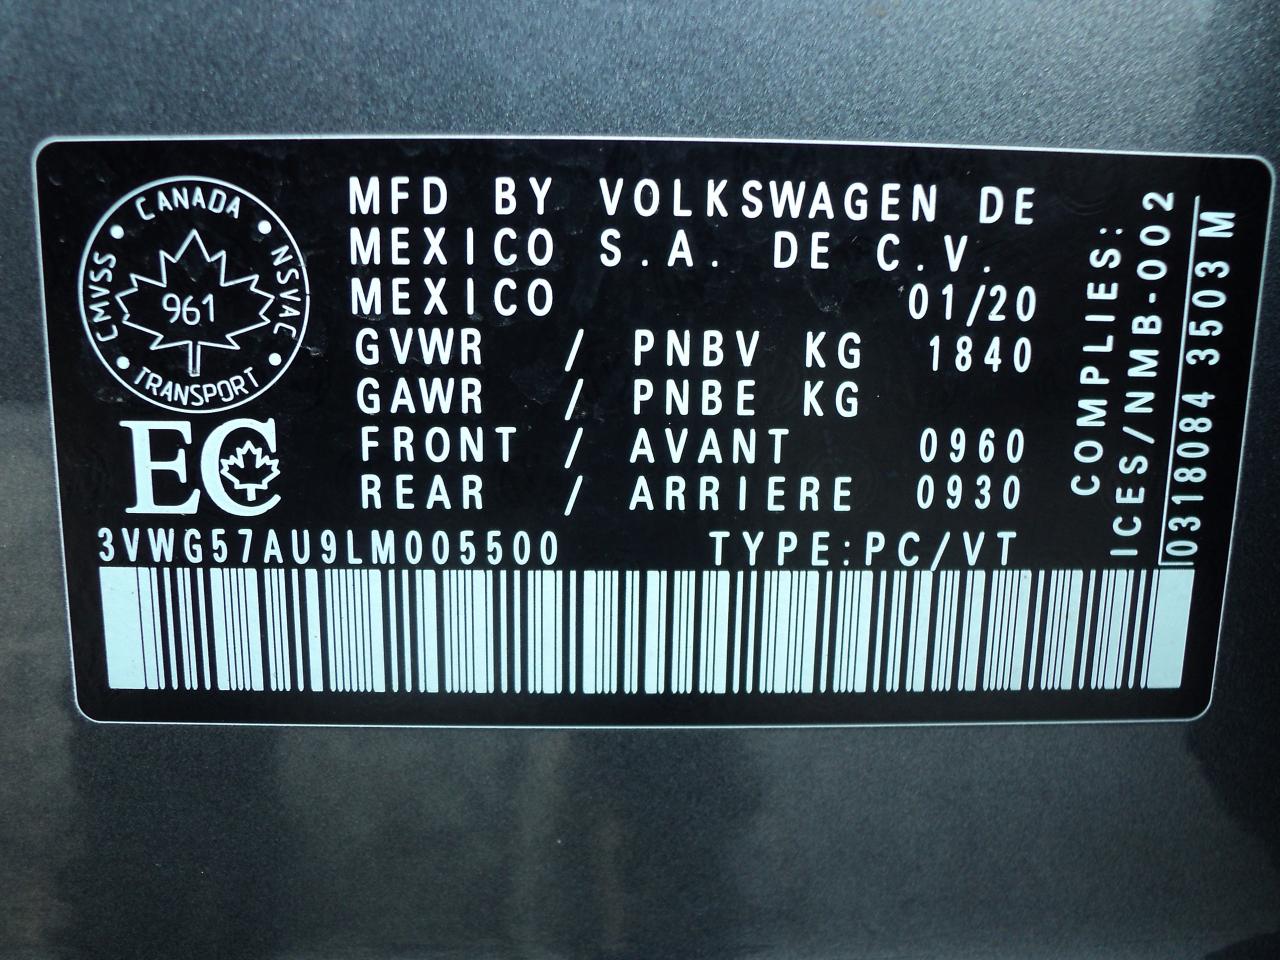 CANADA
CMVSS
NSVAC
961
TRANSPORT
EC
MFD BY VOLKSWAGEN DE
MEXICO S.A. DE C.V.
MEXICO 01/20
GVWR / PNBV KG 1840
GAWR / PNBE KG
FRONT / AVANT 0960
REAR / ARRIERE 0930
3VWG57AU9LM005500 TYPE:PC/VT
COMPLIES:
ICES/NMB-002
0318084 3503 M